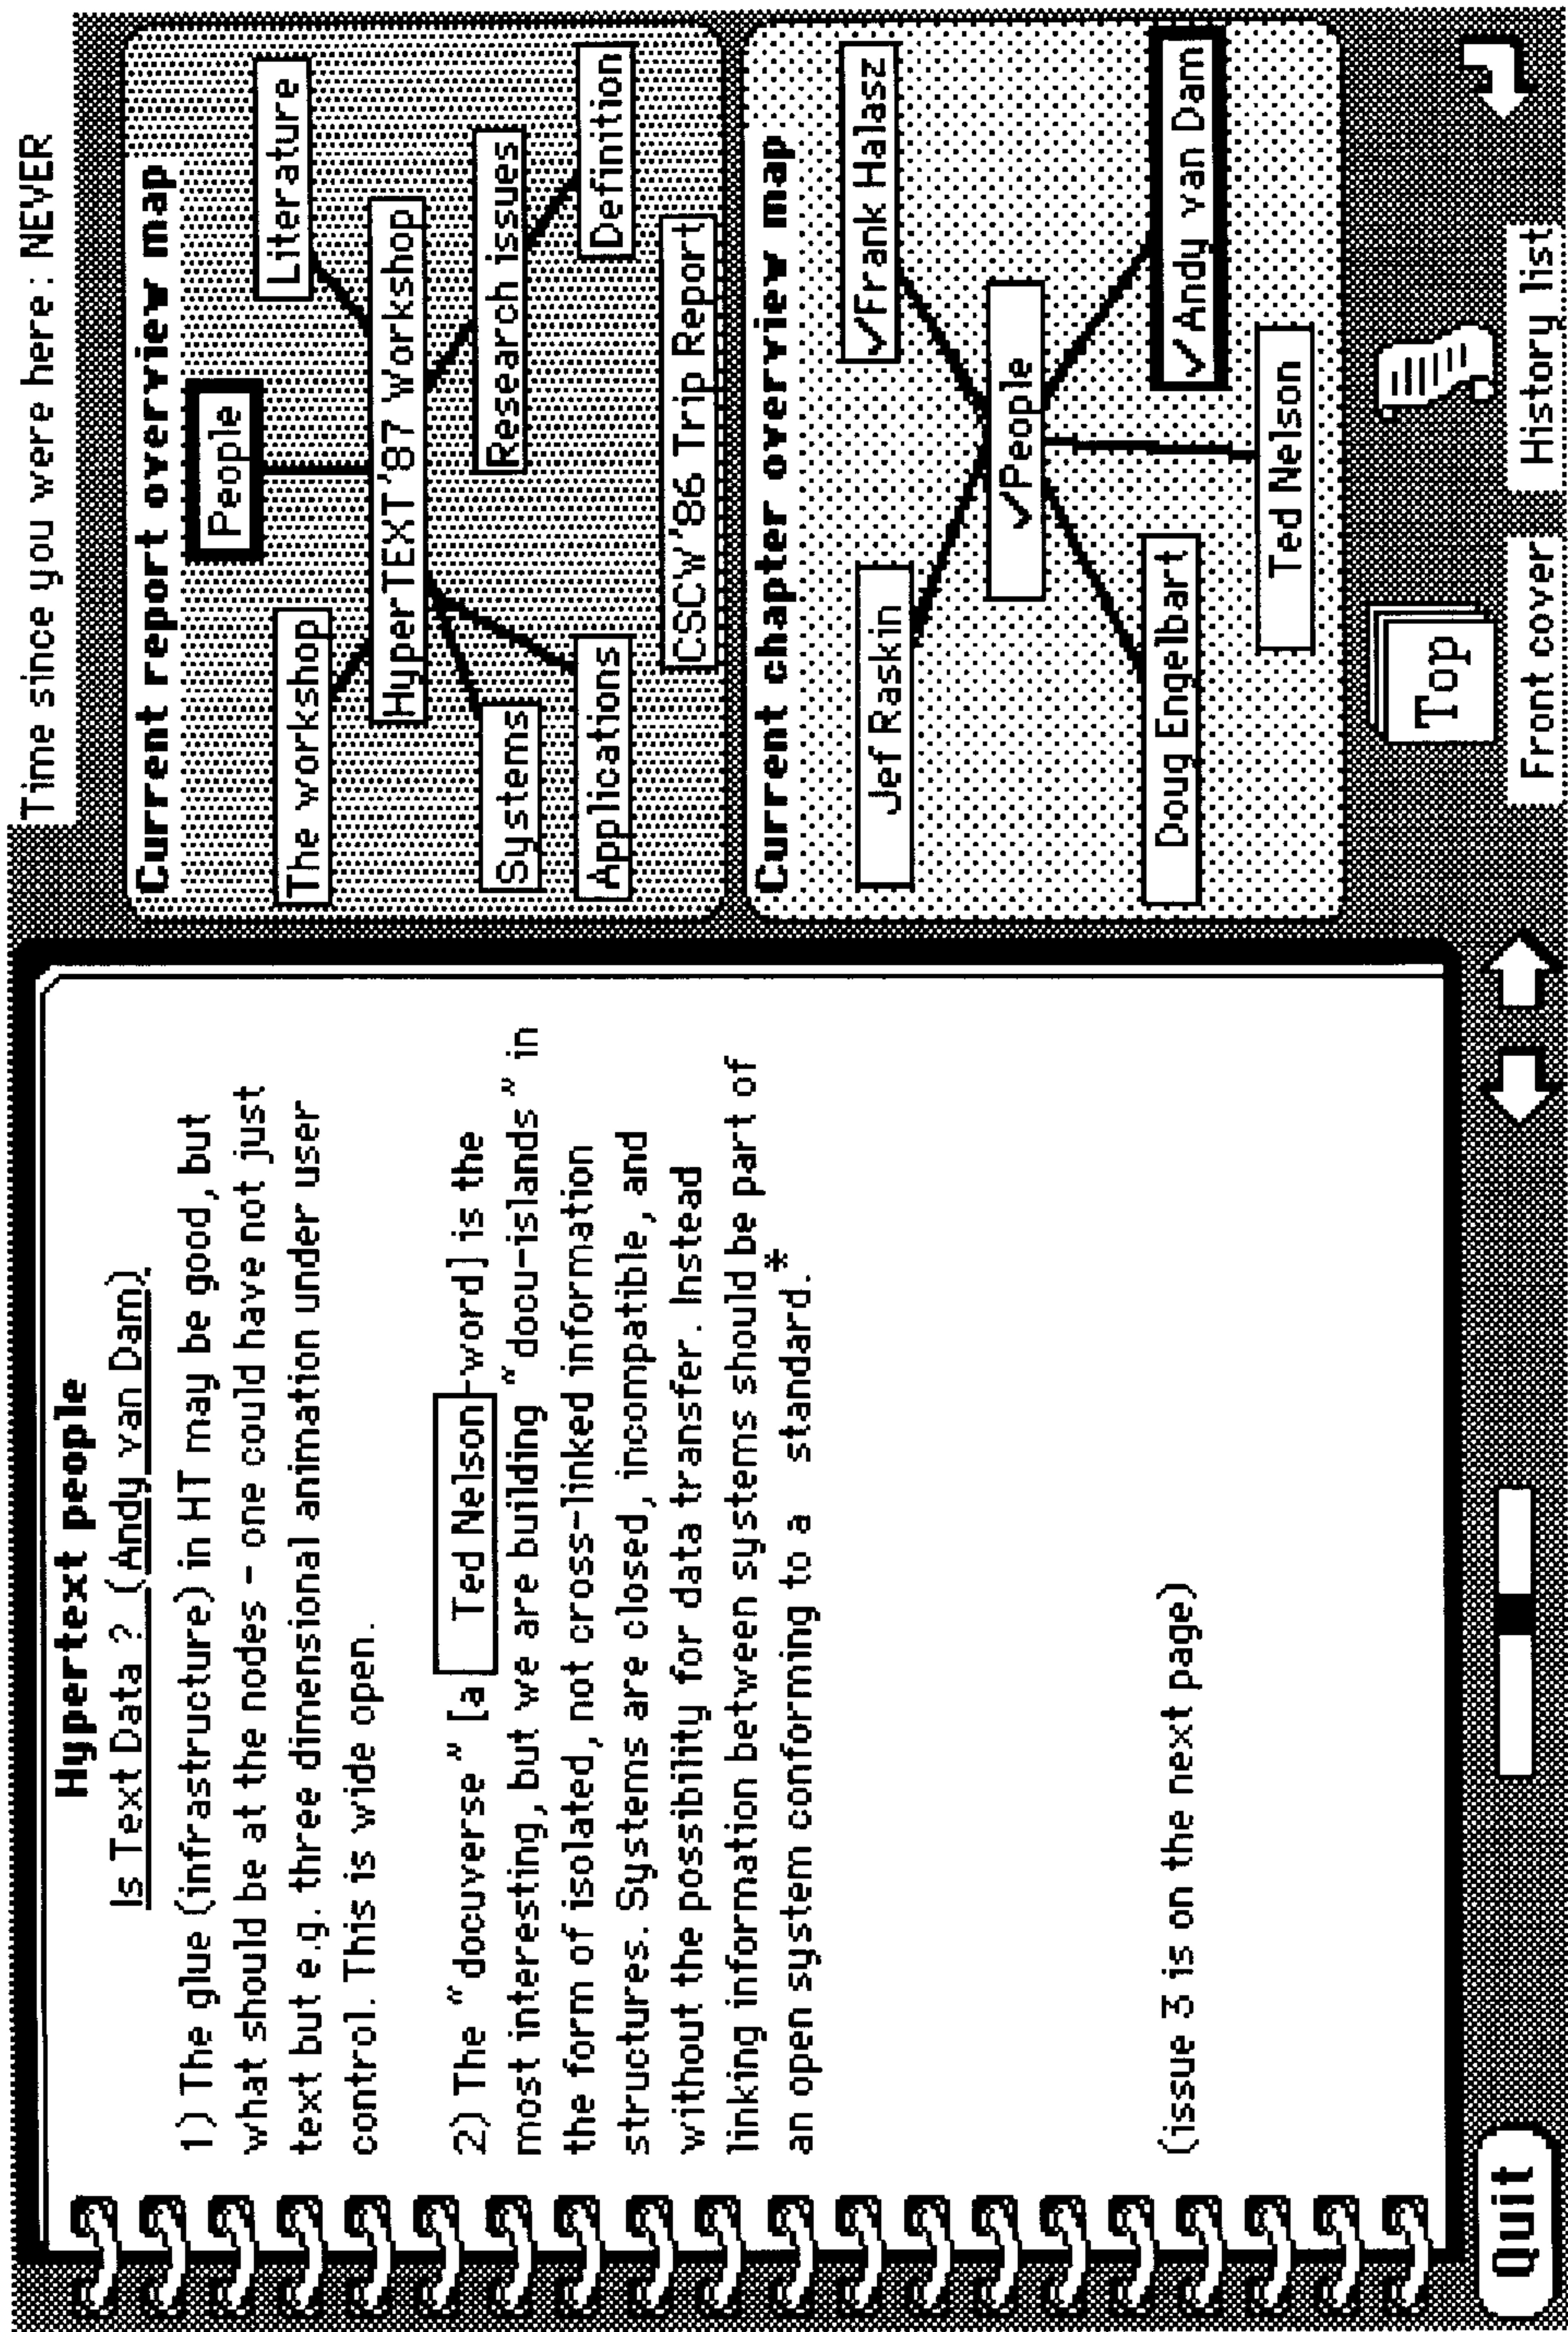 Time since you were here: NEVER
Hypertext people
Is Text Data ? (Andy van Dam).
1) The glue (infrastructure) in HT may be good, but
what should be at the nodes - one could have not just
text but e.g. three dimensional animation under user
control. This is wide open.
2) The "docuverse" [a Ted Nelson-word] is the
most interesting, but we are building "docu-islands" in
the form of isolated, not cross-linked information
structures. Systems are closed, incompatible, and
without the possibility for data transfer. Instead
linking information between systems should be part of
an open system conforming to a standard.*
(issue 3 is on the next page)
Current report overview map
People
The workshop
Literature
HyperTEXT'87 Workshop
Systems
Research issues
Applications
Definition
CSCW'86 Trip Report
Current chapter overview map
Jef Raskin
✓Frank Halasz
✓People
Doug Engelbart
✓Andy van Dam
Ted Nelson
Quit
Top
Front cover
History list